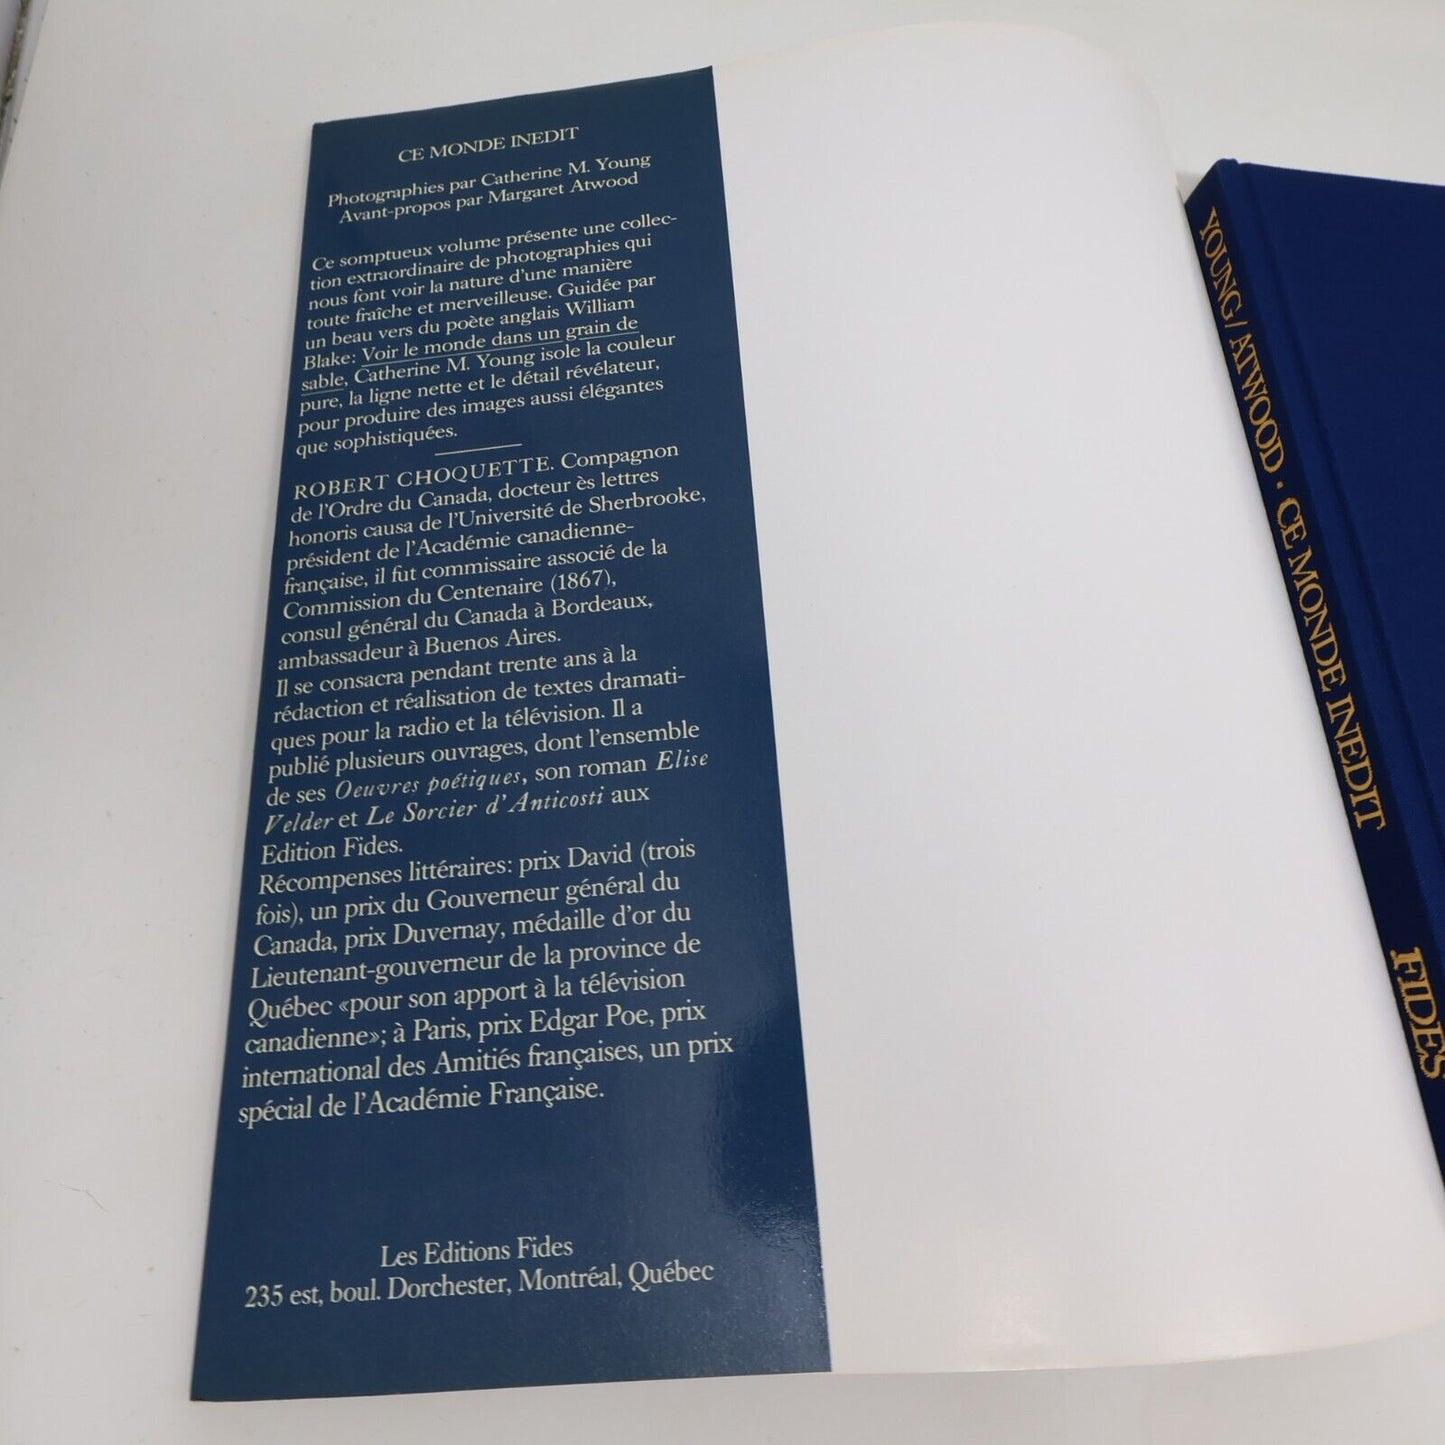 CE MONDE INEDIT
Photographies par Catherine M. Young
Avant-propos par Margaret Atwood
Ce somptueux volume présente une collec-
tion extraordinaire de photographies qui
nous font voir la nature d'une manière
toute fraîche et merveilleuse. Guidée par
un beau vers du poète anglais William
Blake: Voir le monde dans un grain de
sable, Catherine M. Young isole la couleur
pure, la ligne nette et le détail révélateur,
pour produire des images aussi élégantes
que sophistiquées.
ROBERT CHOQUETTE. Compagnon
de l'Ordre du Canada, docteur ès lettres
honoris causa de l'Université de Sherbrooke,
président de l'Académie canadienne-
française, il fut commissaire associé de la
Commission du Centenaire (1867),
consul général du Canada à Bordeaux,
ambassadeur à Buenos Aires.
Il se consacra pendant trente ans à la
rédaction et réalisation de textes dramati-
ques pour la radio et la télévision. Il a
publié plusieurs ouvrages, dont l'ensemble
de ses Oeuvres poétiques, son roman Elise
Velder et Le Sorcier d'Anticosti aux
Edition Fides.
Récompenses littéraires: prix David (trois
fois), un prix du Gouverneur général du
Canada, prix Duvernay, médaille d'or du
Lieutenant-gouverneur de la province de
Québec «pour son apport à la télévision
canadienne»; à Paris, prix Edgar Poe, prix
international des Amitiés françaises, un prix
spécial de l'Académie Française.
Les Editions Fides
235 est, boul. Dorchester, Montréal, Québec
YOUNG/ATWOOD · CE MONDE INEDIT
FIDES